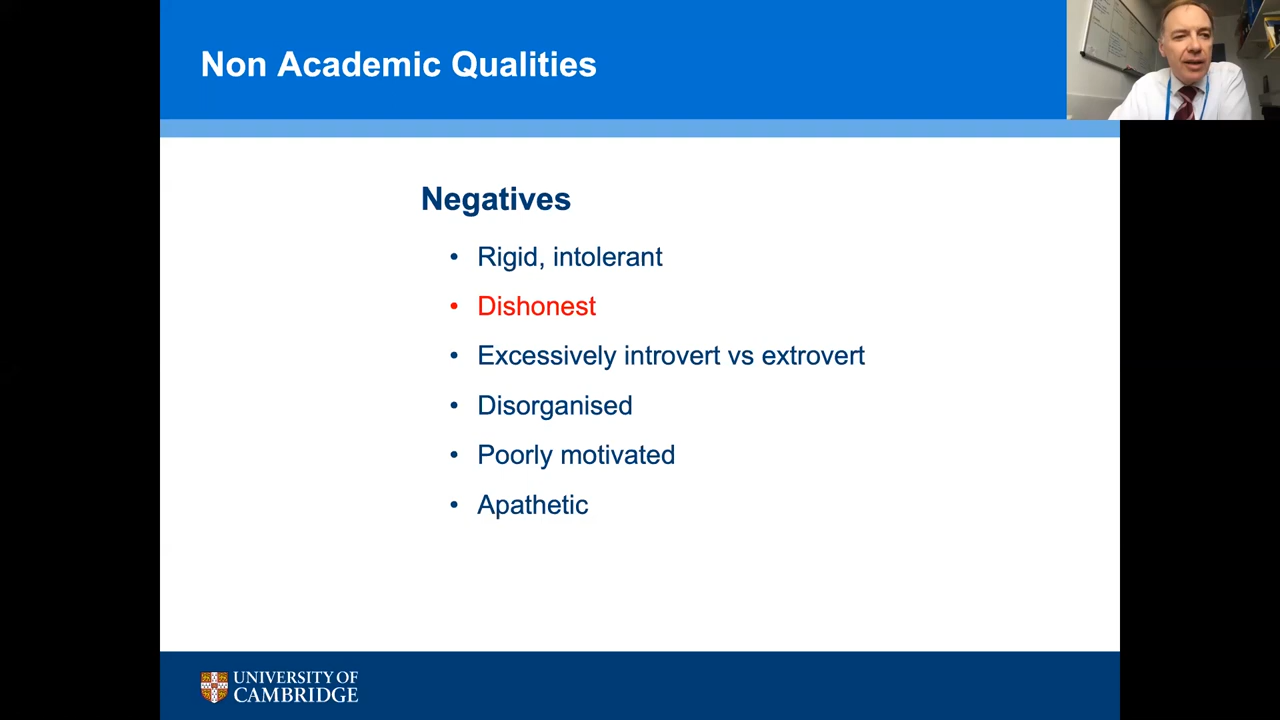 Non Academic Qualities
Negatives
• Rigid, intolerant
• Dishonest
• Excessively introvert vs extrovert
• Disorganised
• Poorly motivated
• Apathetic
UNIVERSITY OF
CAMBRIDGE